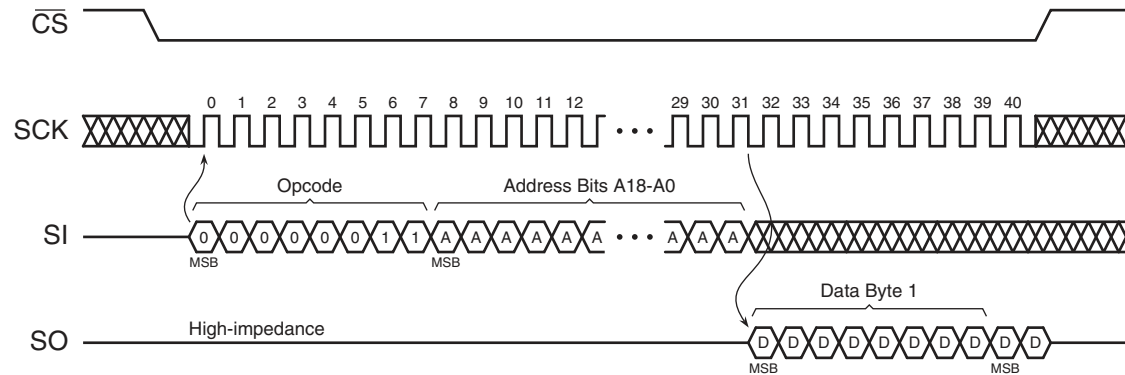 CS
0 1 2 3 4 5 6 7 8 9 10 11 12 29 30 31 32 33 34 35 36 37 38 39 40
SCK
Opcode Address Bits A18-A0
SI 0 0 0 0 0 0 1 1 A A A A A A A A A
MSB MSB
Data Byte 1
High-impedance
SO D D D D D D D D D D
MSB MSB